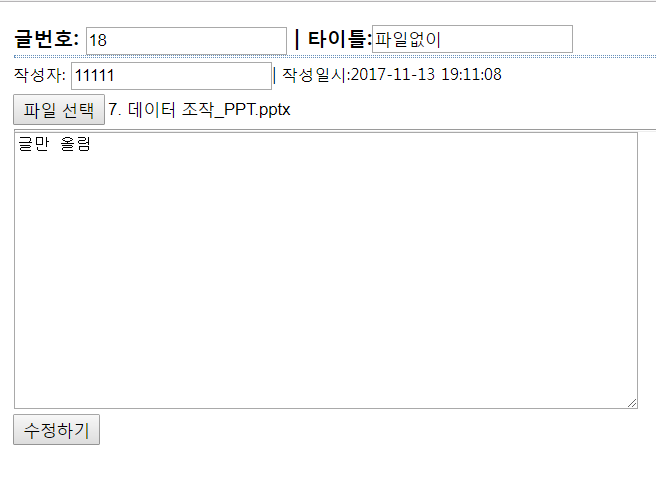 글번호: 18 | 타이틀:파일없이
작성자: 11111 | 작성일시:2017-11-13 19:11:08
파일 선택 7. 데이터 조작_PPT.pptx
글만 올림
수정하기